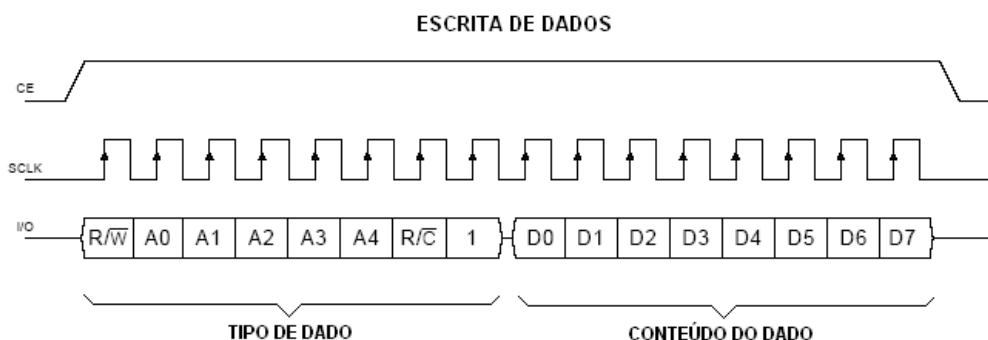 ESCRITA DE DADOS
CE
SCLK
I/O
R/W̅ A0 A1 A2 A3 A4 R/C̅ 1 D0 D1 D2 D3 D4 D5 D6 D7
TIPO DE DADO CONTEÚDO DO DADO